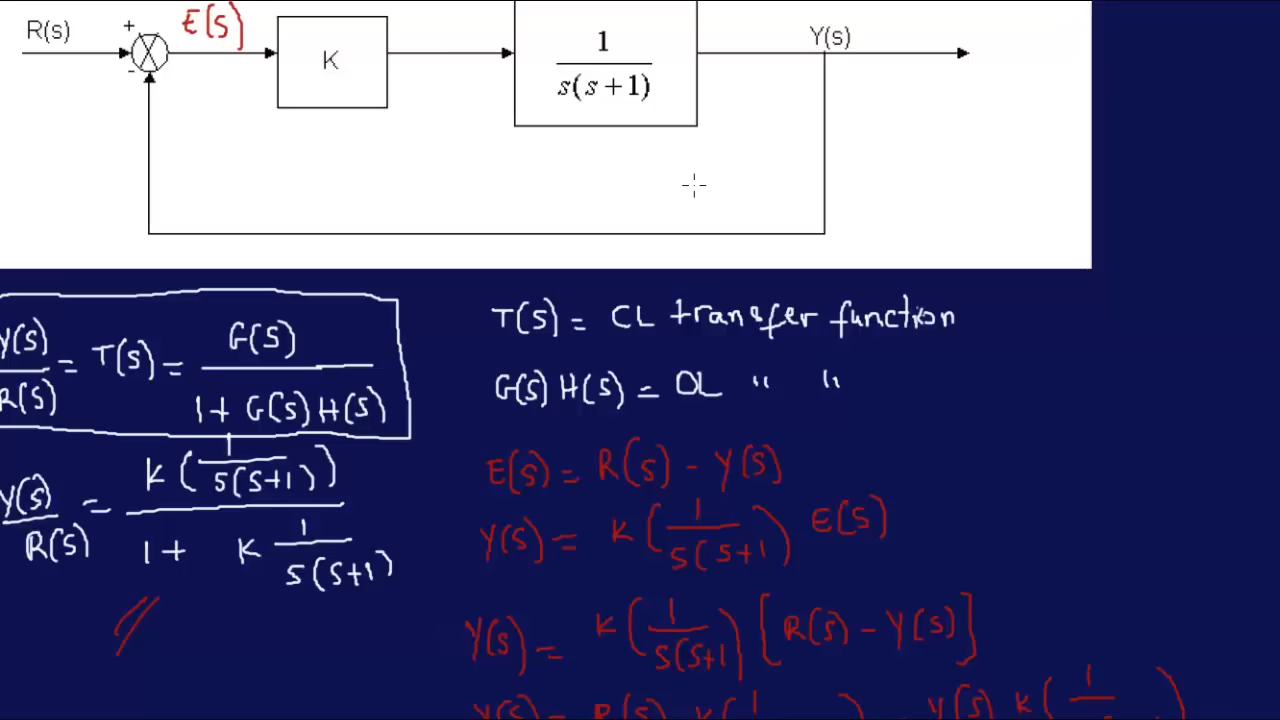 R(s) + - E(S) K 1/s(s+1) Y(s)
Y(S)/R(S) = T(S) = G(S)/1+ G(S)H(S)
Y(S)/R(S) = K(1/S(S+1))/1+ K 1/S(S+1)
T(S) = CL transfer function
G(S) H(S) = OL " "
E(S) = R(S) - Y(S)
Y(S) = K(1/S(S+1)) E(S)
Y(S) = K(1/S(S+1) [R(S) - Y(S)]